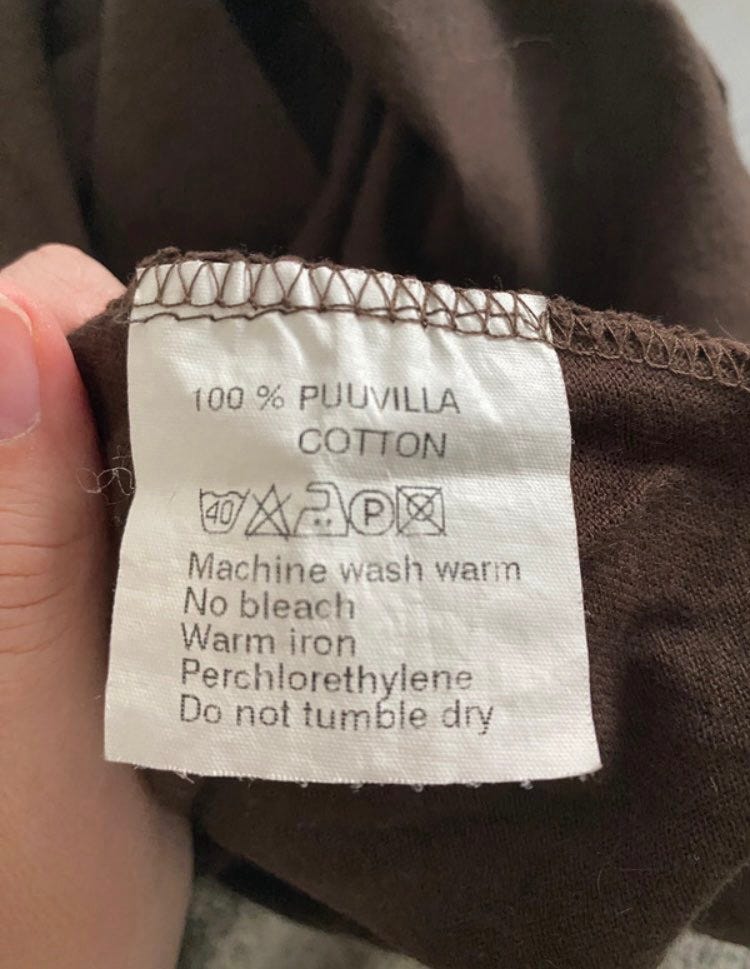 100 % PUUVILLA
COTTON
40 P
Machine wash warm
No bleach
Warm iron
Perchlorethylene
Do not tumble dry